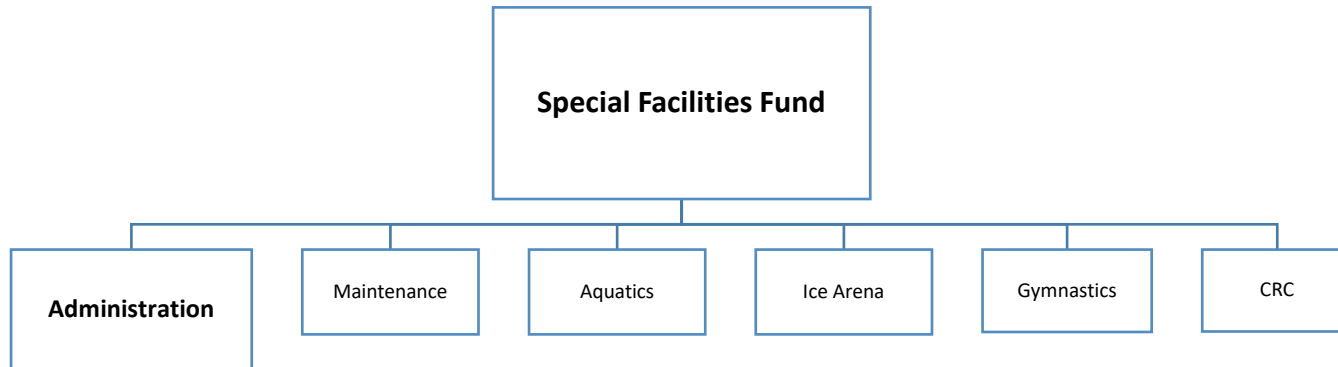 Special Facilities Fund
Administration
Maintenance
Aquatics
Ice Arena
Gymnastics
CRC